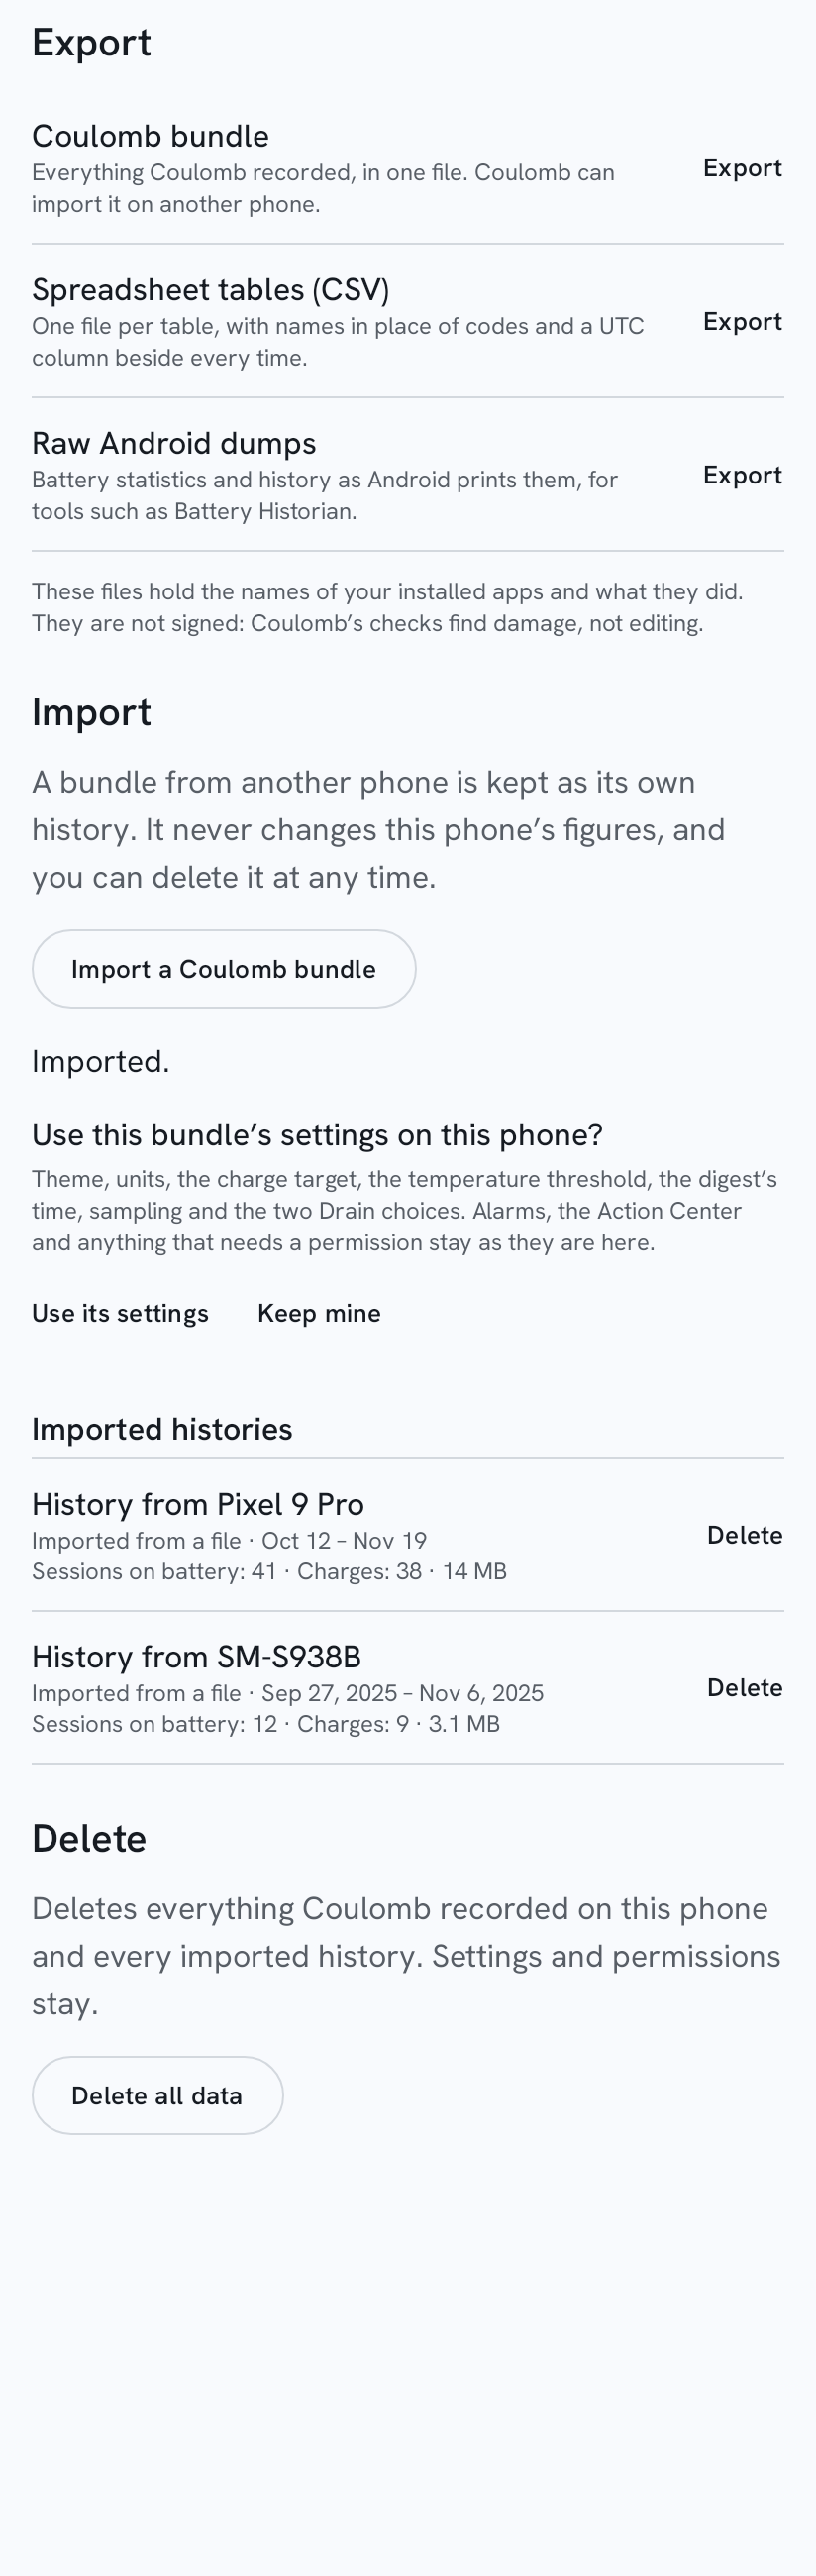 Export
Coulomb bundle
Everything Coulomb recorded, in one file. Coulomb can
import it on another phone.
Export
Spreadsheet tables (CSV)
One file per table, with names in place of codes and a UTC
column beside every time.
Export
Raw Android dumps
Battery statistics and history as Android prints them, for
tools such as Battery Historian.
Export
These files hold the names of your installed apps and what they did.
They are not signed: Coulomb’s checks find damage, not editing.
Import
A bundle from another phone is kept as its own
history. It never changes this phone’s figures, and
you can delete it at any time.
Import a Coulomb bundle
Imported.
Use this bundle’s settings on this phone?
Theme, units, the charge target, the temperature threshold, the digest’s
time, sampling and the two Drain choices. Alarms, the Action Center
and anything that needs a permission stay as they are here.
Use its settings Keep mine
Imported histories
History from Pixel 9 Pro
Imported from a file · Oct 12 – Nov 19
Sessions on battery: 41 · Charges: 38 · 14 MB
Delete
History from SM-S938B
Imported from a file · Sep 27, 2025 – Nov 6, 2025
Sessions on battery: 12 · Charges: 9 · 3.1 MB
Delete
Delete
Deletes everything Coulomb recorded on this phone
and every imported history. Settings and permissions
stay.
Delete all data